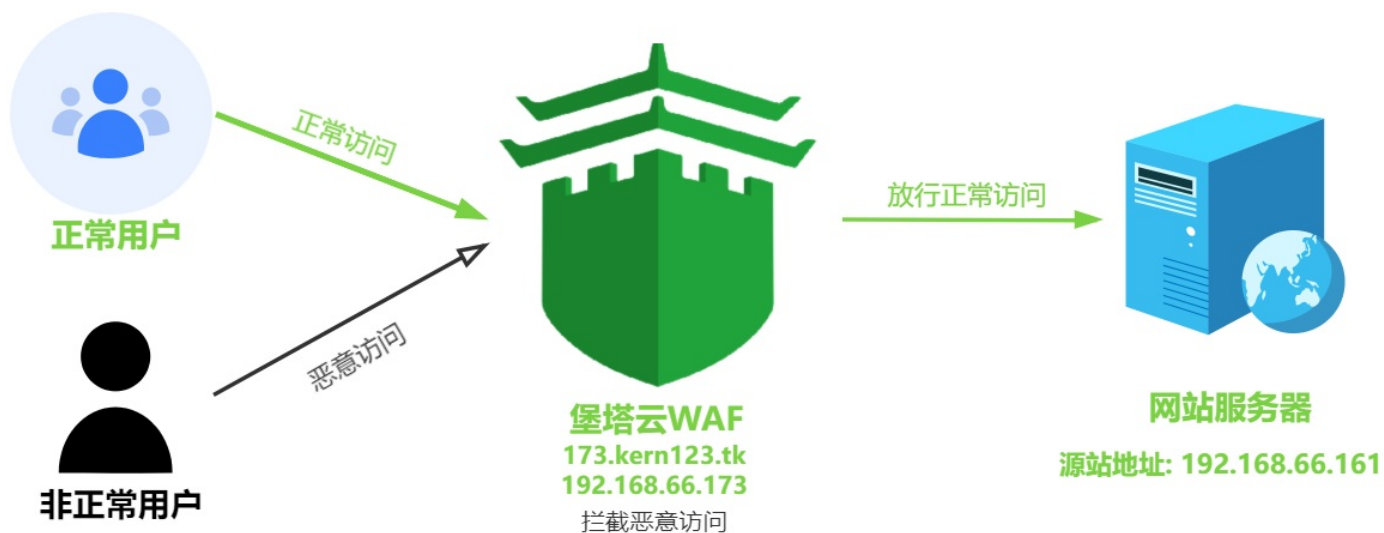 正常访问
正常用户
恶意访问
非正常用户
堡塔云WAF
173.kern123.tk
192.168.66.173
拦截恶意访问
放行正常访问
网站服务器
源站地址: 192.168.66.161